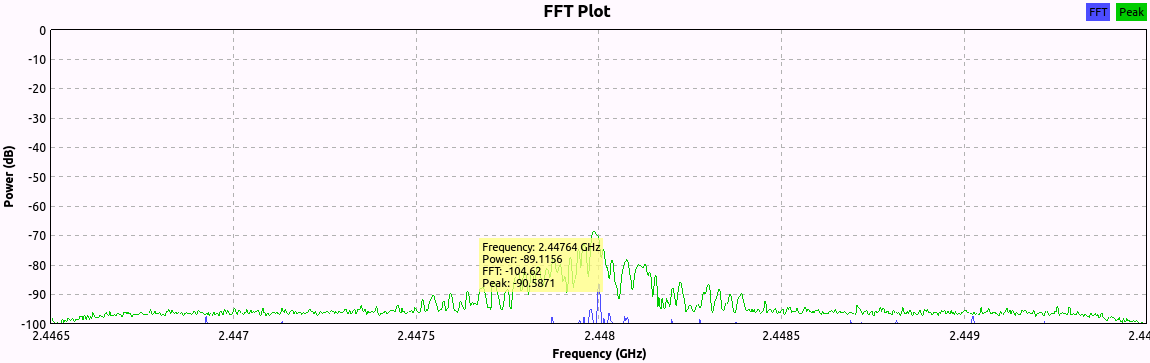 FFT Plot
FFT Peak
0
-10
-20
-30
-40
-50
-60
-70
-80
-90
-100
Power (dB)
Frequency: 2.44764 GHz
Power: -89.1156
FFT: -104.62
Peak: -90.5871
2.4465 2.447 2.4475 2.448 2.4485 2.449 2.44
Frequency (GHz)